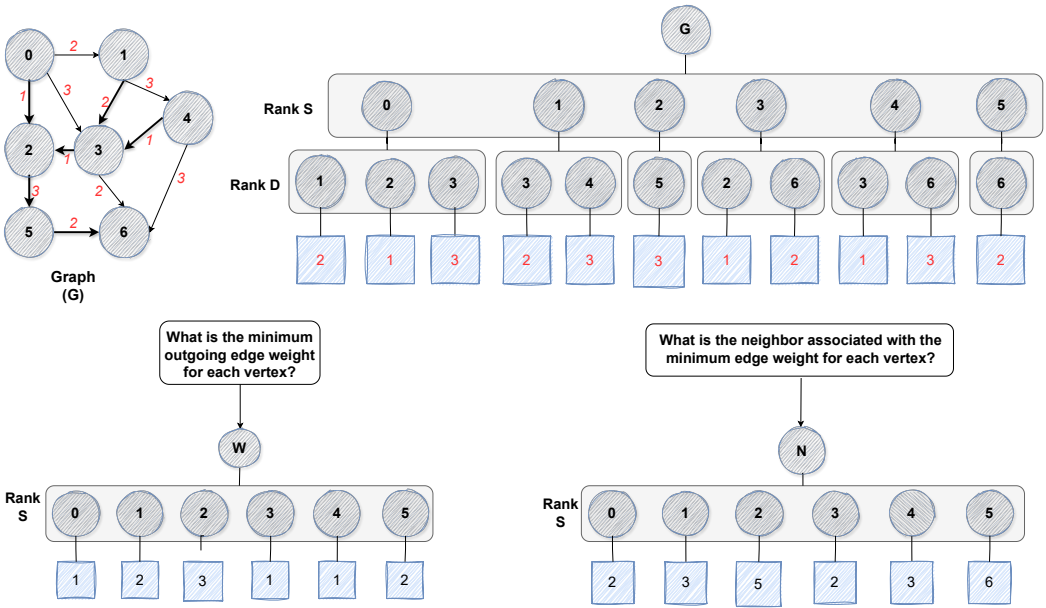 0
2
1
1
3
2
3
4
1
2
3
1
2
3
3
5
2
6
Graph
(G)
G
Rank S
0 1 2 3 4 5
Rank D
1 2 3 3 4 5 2 6 3 6 6
2 1 3 2 3 3 1 2 1 3 2
What is the minimum
outgoing edge weight
for each vertex?
W
Rank
S
0 1 2 3 4 5
1 2 3 1 1 2
What is the neighbor associated with the
minimum edge weight for each vertex?
N
Rank
S
0 1 2 3 4 5
2 3 5 2 3 6